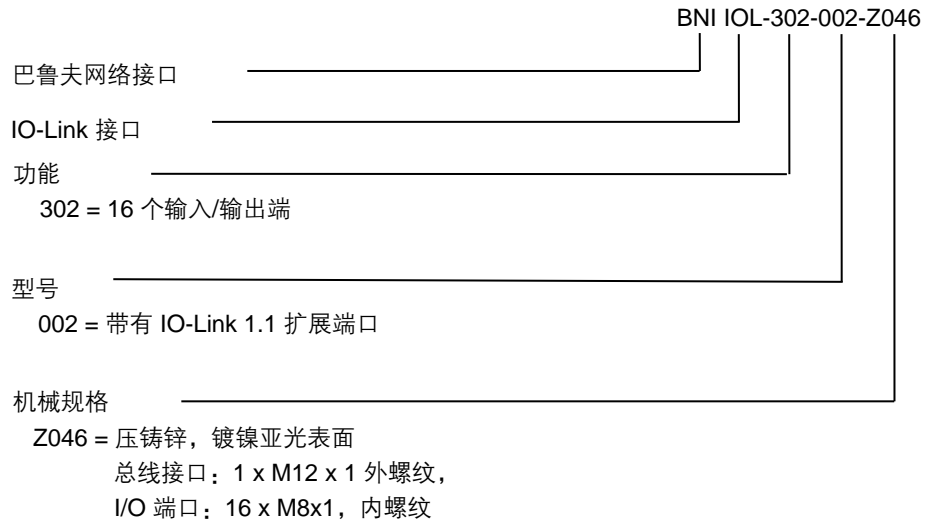 BNI IOL-302-002-Z046
巴鲁夫网络接口
IO-Link 接口
功能
302 = 16 个输入/输出端
型号
002 = 带有 IO-Link 1.1 扩展端口
机械规格
Z046 = 压铸锌，镀镍亚光表面
总线接口：1 x M12 x 1 外螺纹，
I/O 端口：16 x M8x1，内螺纹